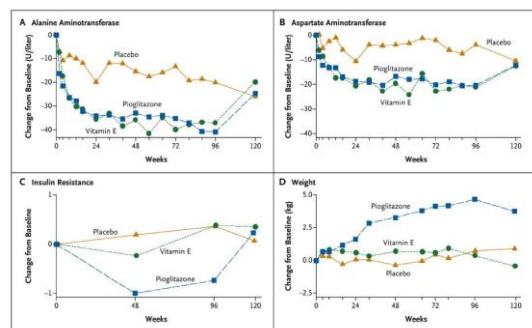 A Alanine Aminotransferase
Change from Baseline (U/liter)
0
−10
−20
−30
−40
Placebo
Pioglitazone
Vitamin E
0 24 48 72 96 120
Weeks
B Aspartate Aminotransferase
Change from Baseline (U/liter)
0
−10
−20
−30
−40
Placebo
Pioglitazone
Vitamin E
0 24 48 72 96 120
Weeks
C Insulin Resistance
Change from Baseline
1
0
−1
Placebo
Vitamin E
Pioglitazone
0 48 96 120
Weeks
D Weight
Change from Baseline (kg)
5.0
2.5
0.0
−2.5
Pioglitazone
Vitamin E
Placebo
0 24 48 72 96 120
Weeks